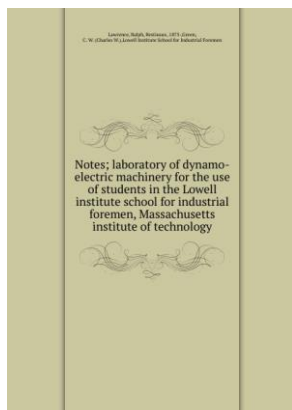 Lawrence, Ralph, Restineaux, 1873-,Green,
C. W. (Charles W.),Lowell Institute School for Industrial Foremen
Notes; laboratory of dynamo-
electric machinery for the use
of students in the Lowell
institute school for industrial
foremen, Massachusetts
institute of technology